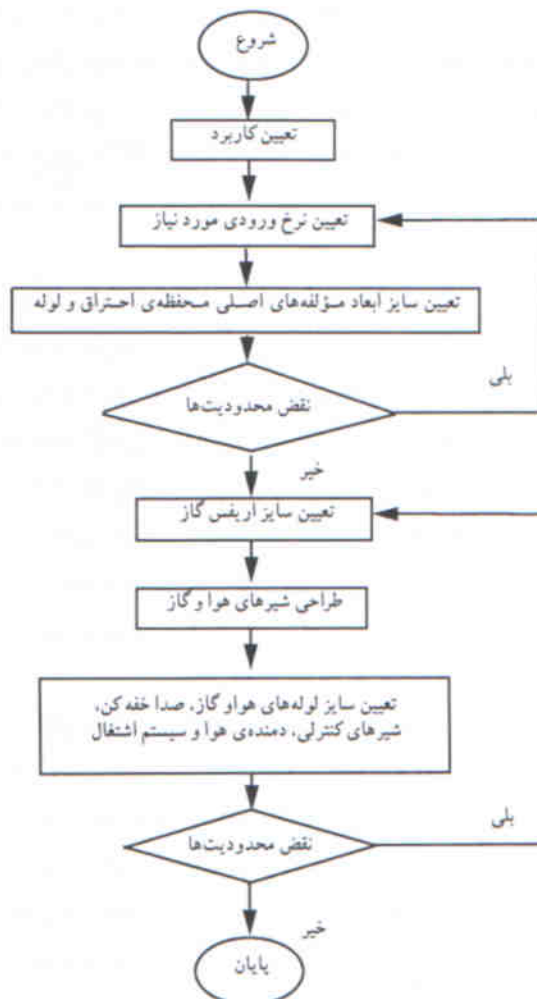 شروع
تعیین کاربرد
تعیین نرخ ورودی مورد نیاز
تعیین سایز ابعاد مؤلفه‌های اصلی محفظه‌ی احتراق و لوله
نقض محدودیت‌ها
بلی
خیر
تعیین سایز اریفس گاز
طراحی شیرهای هوا و گاز
تعیین سایز لوله‌های هوا و گاز، صدا خفه کن،
شیرهای کنترلی، دمنده‌ی هوا و سیستم اشتغال
نقض محدودیت‌ها
بلی
خیر
پایان